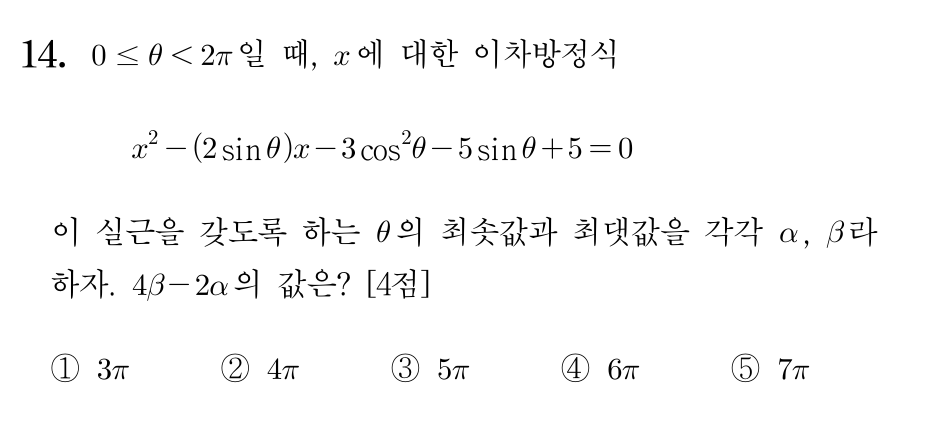 14. 0 ≤ θ < 2π일 때, x에 대한 이차방정식
x² − (2 sin θ)x − 3 cos²θ − 5 sin θ + 5 = 0
이 실근을 갖도록 하는 θ의 최솟값과 최댓값을 각각 α, β라
하자. 4β − 2α의 값은? [4점]
① 3π ② 4π ③ 5π ④ 6π ⑤ 7π